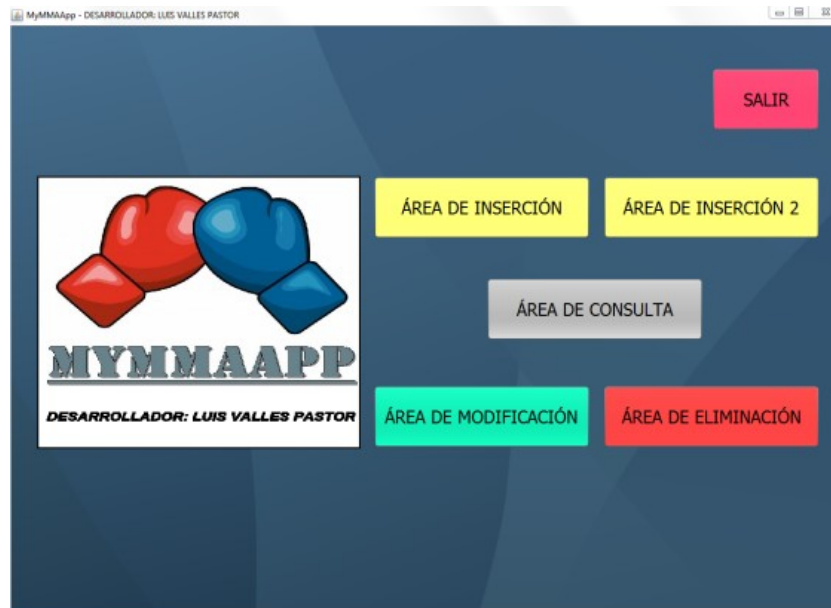 MyMMAApp - DESARROLLADOR: LUIS VALLES PASTOR
SALIR
ÁREA DE INSERCIÓN
ÁREA DE INSERCIÓN 2
ÁREA DE CONSULTA
MYMMAAPP
DESARROLLADOR: LUIS VALLES PASTOR
ÁREA DE MODIFICACIÓN
ÁREA DE ELIMINACIÓN